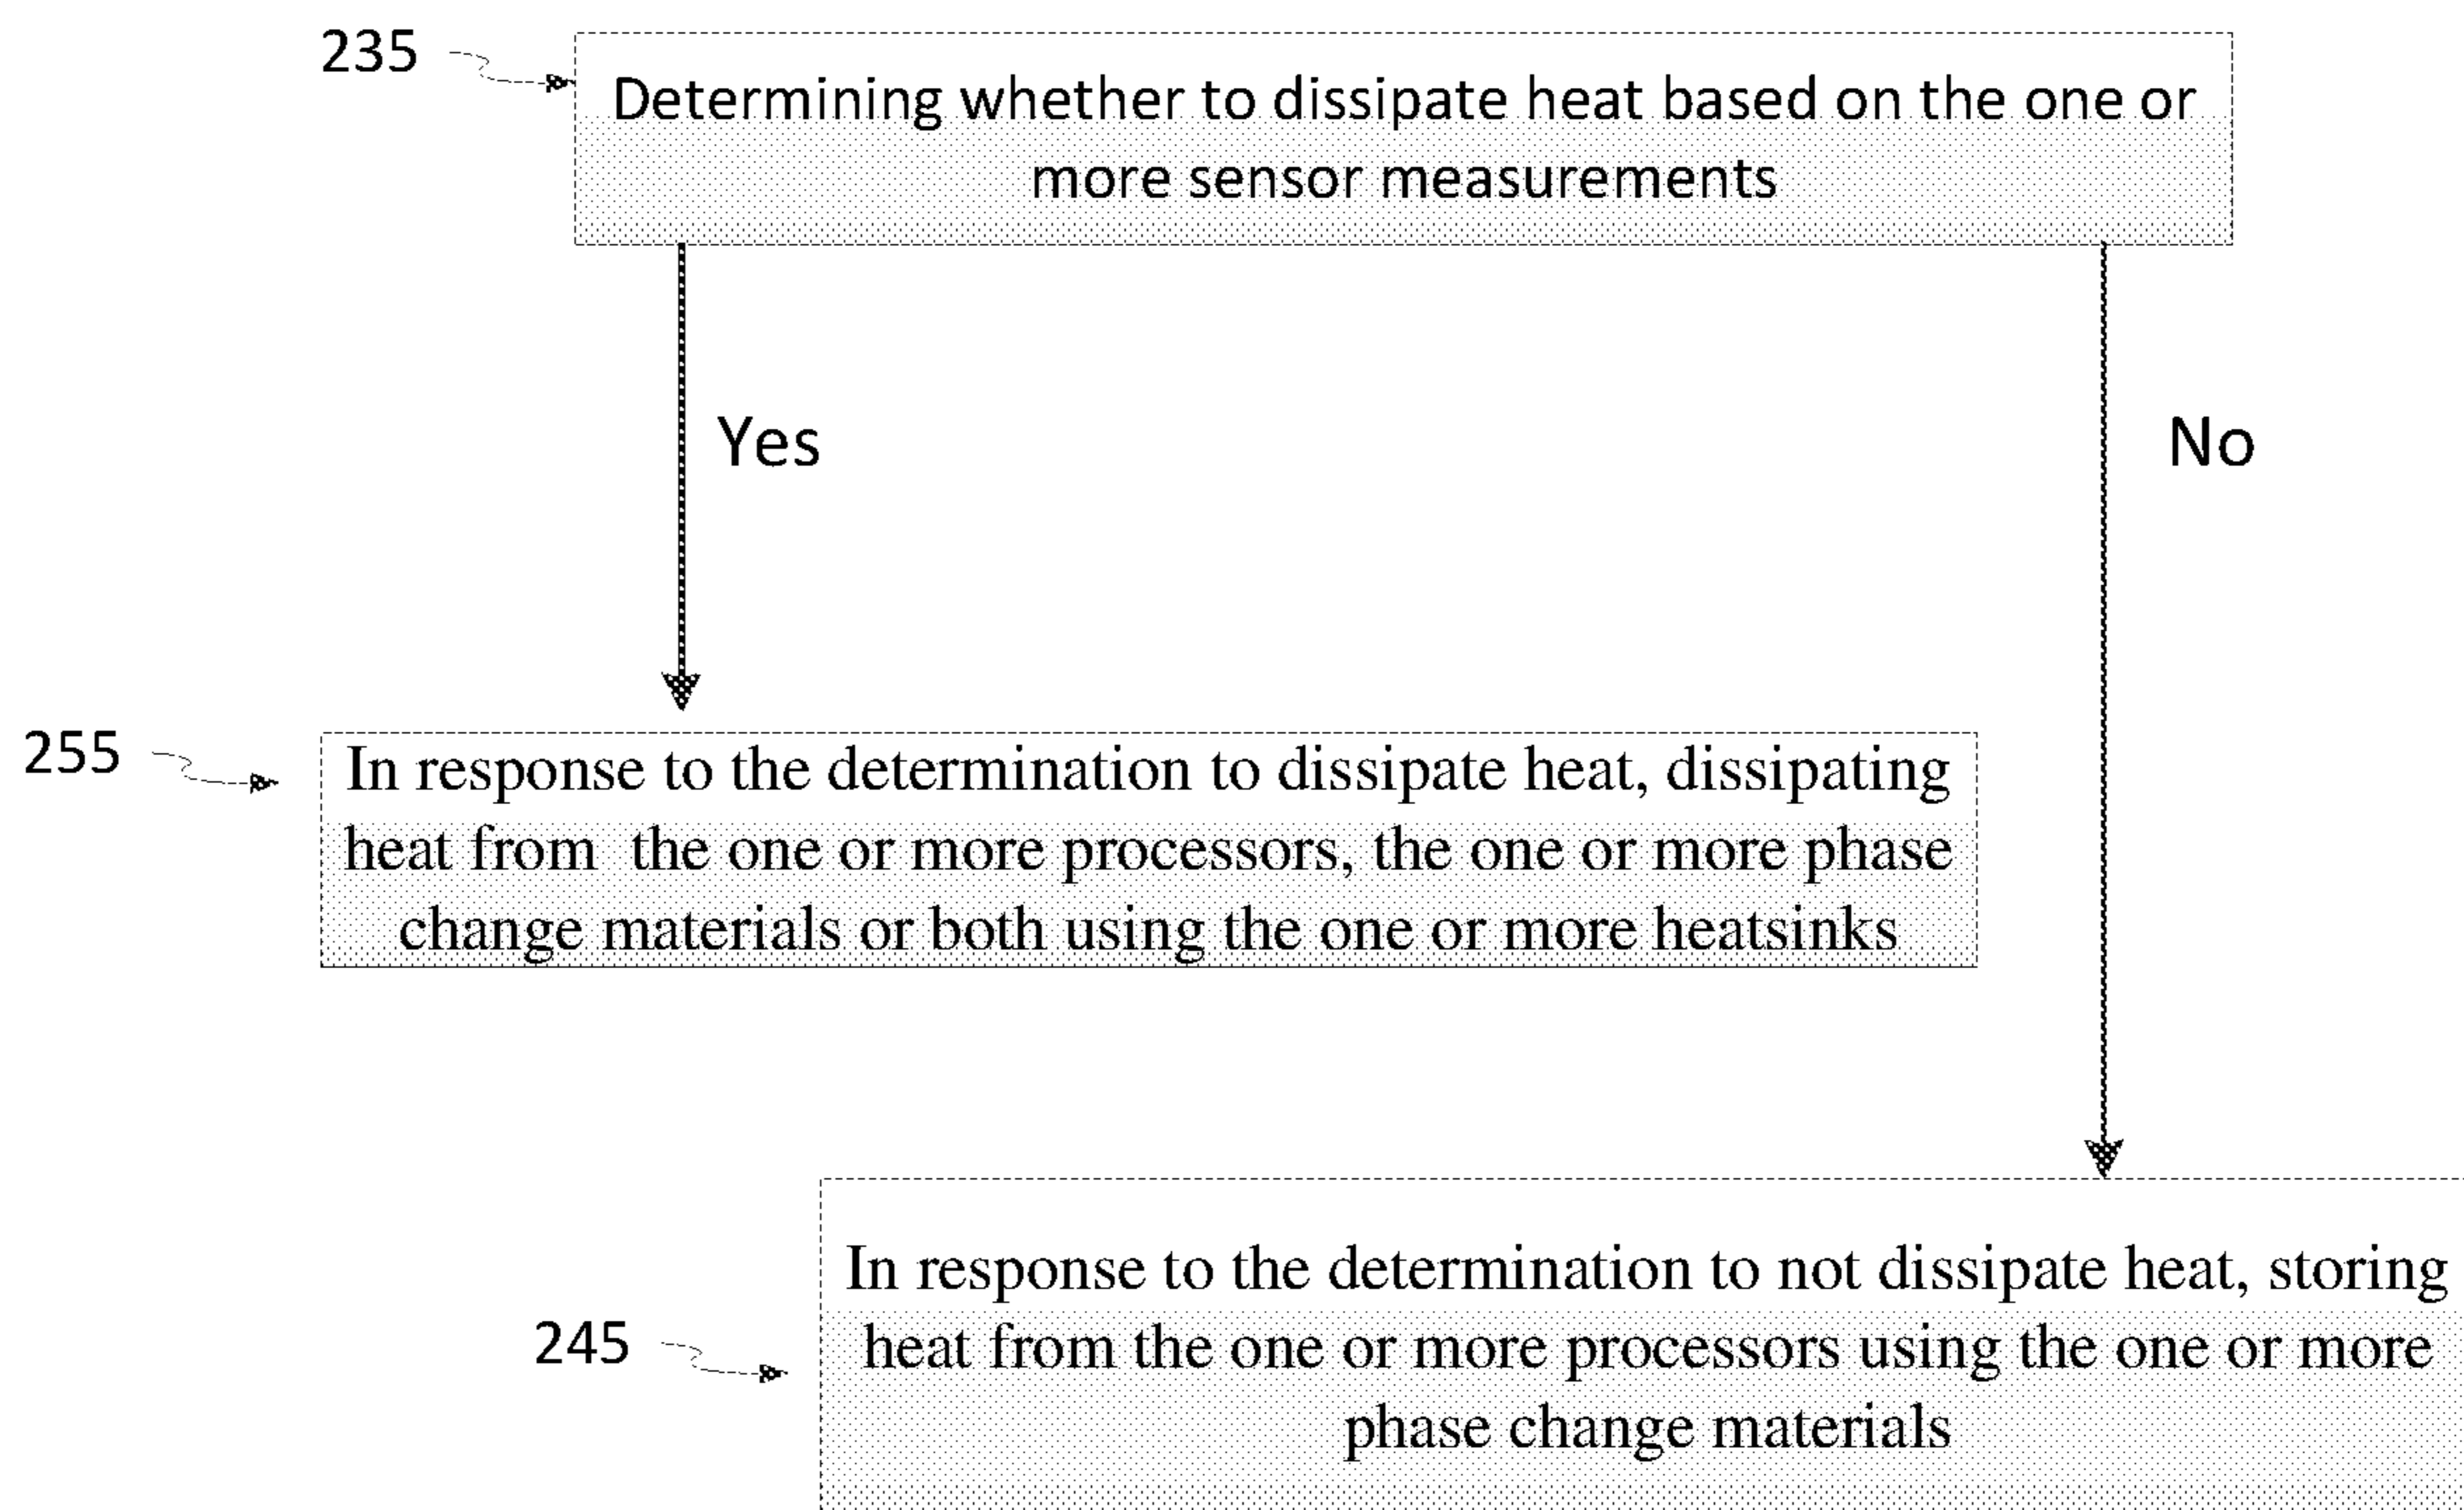 235
Determining whether to dissipate heat based on the one or
more sensor measurements
Yes
No
255
In response to the determination to dissipate heat, dissipating
heat from the one or more processors, the one or more phase
change materials or both using the one or more heatsinks
245
In response to the determination to not dissipate heat, storing
heat from the one or more processors using the one or more
phase change materials